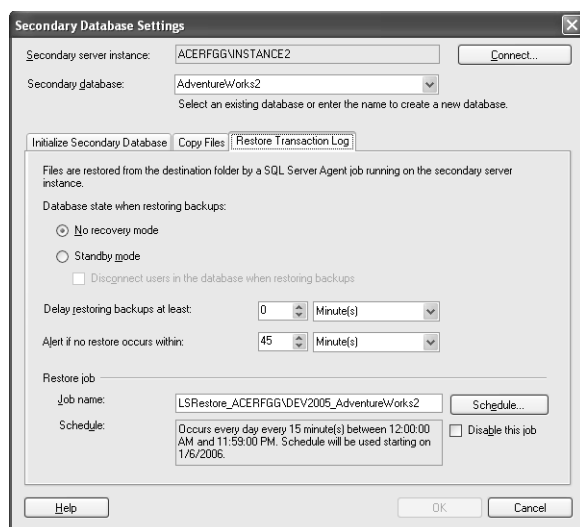 Secondary Database Settings
Secondary server instance: ACERFGG\INSTANCE2 Connect...
Secondary database: AdventureWorks2
Select an existing database or enter the name to create a new database.
Initialize Secondary Database Copy Files Restore Transaction Log
Files are restored from the destination folder by a SQL Server Agent job running on the secondary server
instance.
Database state when restoring backups:
No recovery mode
Standby mode
Disconnect users in the database when restoring backups
Delay restoring backups at least: 0 Minute(s)
Alert if no restore occurs within: 45 Minute(s)
Restore job
Job name: LSRestore_ACERFGG\DEV2005_AdventureWorks2 Schedule...
Schedule: Occurs every day every 15 minute(s) between 12:00:00 Disable this job
AM and 11:59:00 PM. Schedule will be used starting on
1/6/2006.
Help OK Cancel